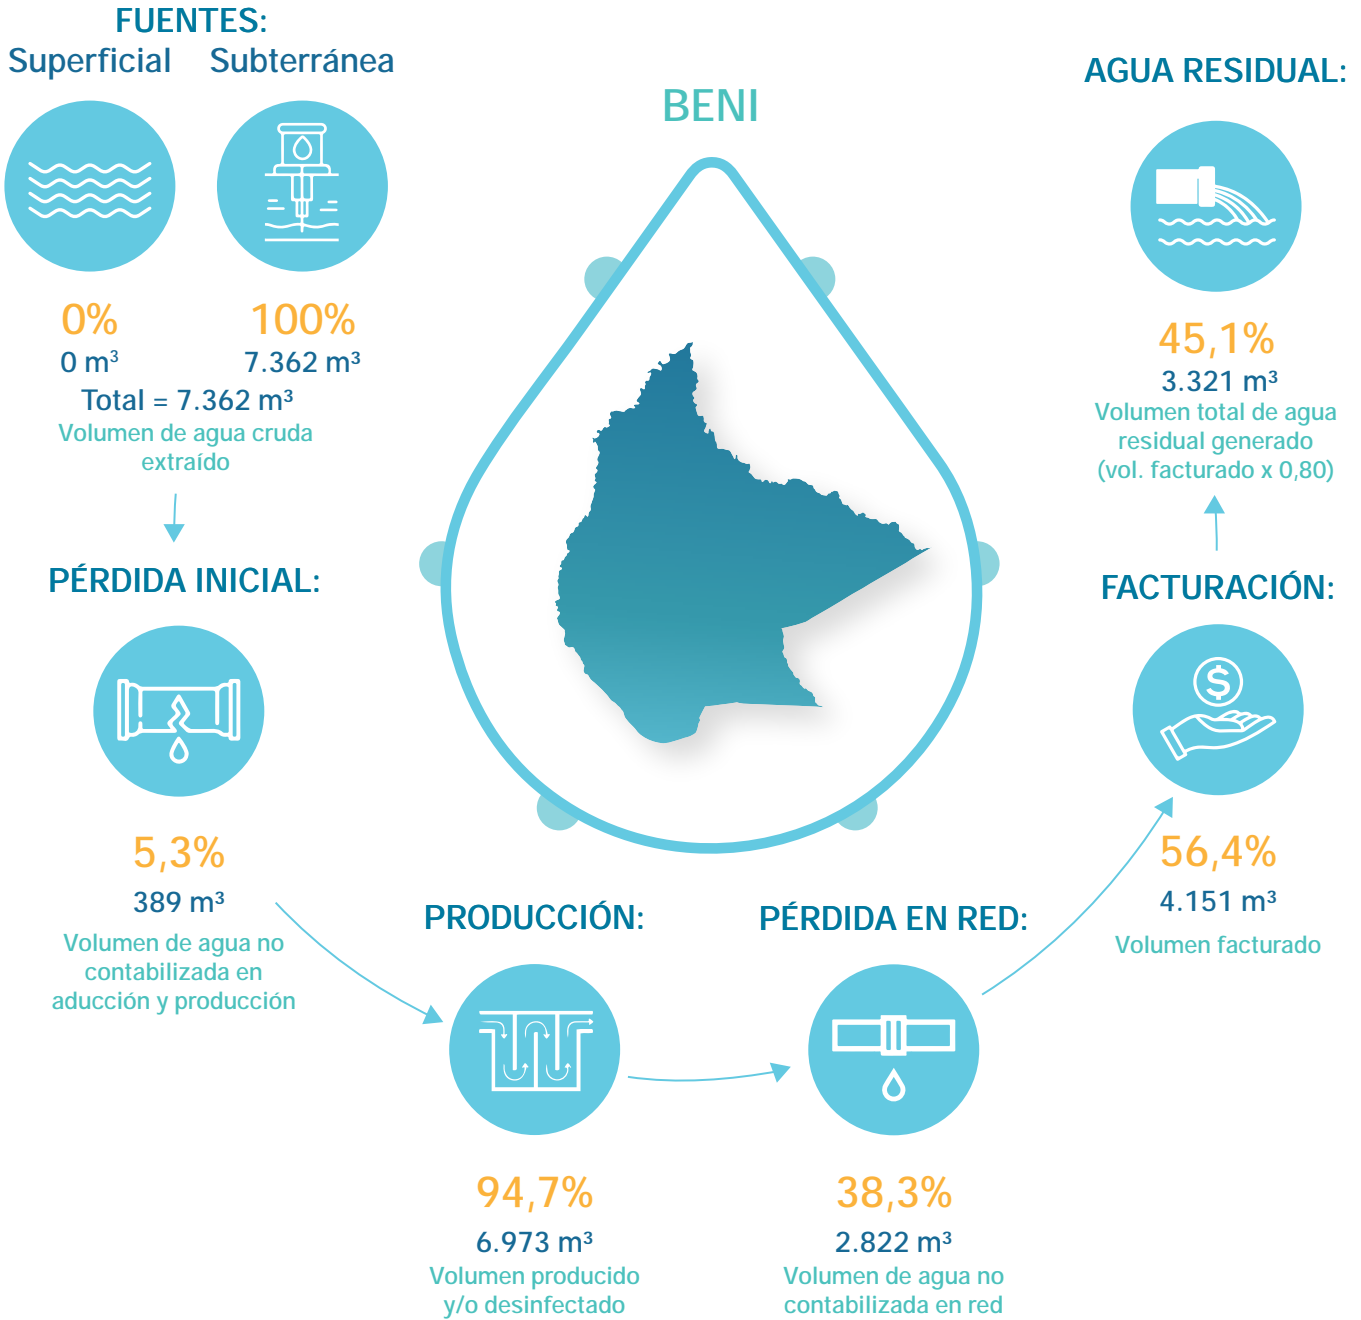 FUENTES:
Superficial Subterránea
0% 100%
0 m³ 7.362 m³
Total = 7.362 m³
Volumen de agua cruda
extraído
PÉRDIDA INICIAL:
5,3%
389 m³
Volumen de agua no
contabilizada en
aducción y producción
BENI
PRODUCCIÓN:
94,7%
6.973 m³
Volumen producido
y/o desinfectado
PÉRDIDA EN RED:
38,3%
2.822 m³
Volumen de agua no
contabilizada en red
FACTURACIÓN:
$
56,4%
4.151 m³
Volumen facturado
AGUA RESIDUAL:
45,1%
3.321 m³
Volumen total de agua
residual generado
(vol. facturado x 0,80)